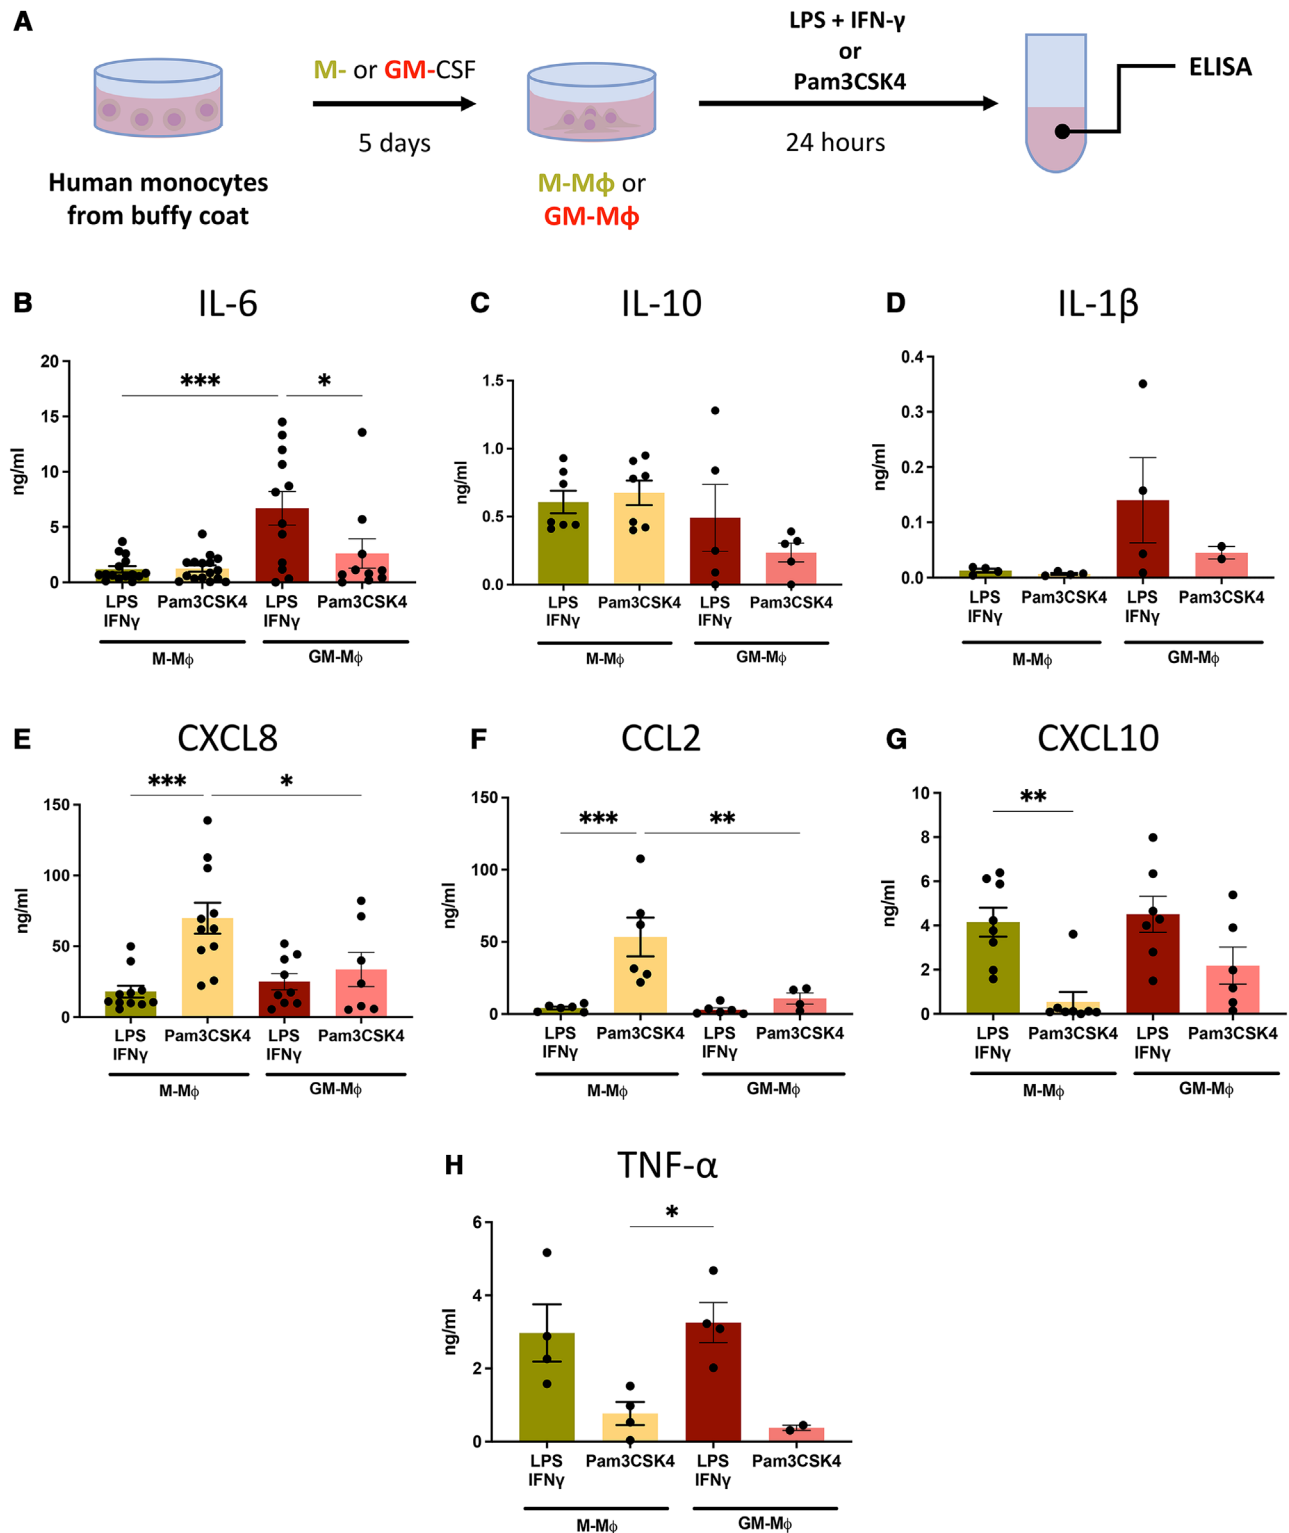 A
M- or GM-CSF
5 days
LPS + IFN-γ
or
Pam3CSK4
24 hours
ELISA
Human monocytes
from buffy coat
M-Mϕ or
GM-Mϕ
B
IL-6
ng/ml
20
15
10
5
0
***
*
LPS
IFNγ
Pam3CSK4
LPS
IFNγ
Pam3CSK4
M-Mϕ
GM-Mϕ
C
IL-10
ng/ml
1.5
1.0
0.5
0.0
LPS
IFNγ
Pam3CSK4
LPS
IFNγ
Pam3CSK4
M-Mϕ
GM-Mϕ
D
IL-1β
ng/ml
0.4
0.3
0.2
0.1
0.0
LPS
IFNγ
Pam3CSK4
LPS
IFNγ
Pam3CSK4
M-Mϕ
GM-Mϕ
E
CXCL8
ng/ml
150
100
50
0
***
*
LPS
IFNγ
Pam3CSK4
LPS
IFNγ
Pam3CSK4
M-Mϕ
GM-Mϕ
F
CCL2
ng/ml
150
100
50
0
***
**
LPS
IFNγ
Pam3CSK4
LPS
IFNγ
Pam3CSK4
M-Mϕ
GM-Mϕ
G
CXCL10
ng/ml
10
8
6
4
2
0
**
LPS
IFNγ
Pam3CSK4
LPS
IFNγ
Pam3CSK4
M-Mϕ
GM-Mϕ
H
TNF-α
ng/ml
6
4
2
0
*
LPS
IFNγ
Pam3CSK4
LPS
IFNγ
Pam3CSK4
M-Mϕ
GM-Mϕ